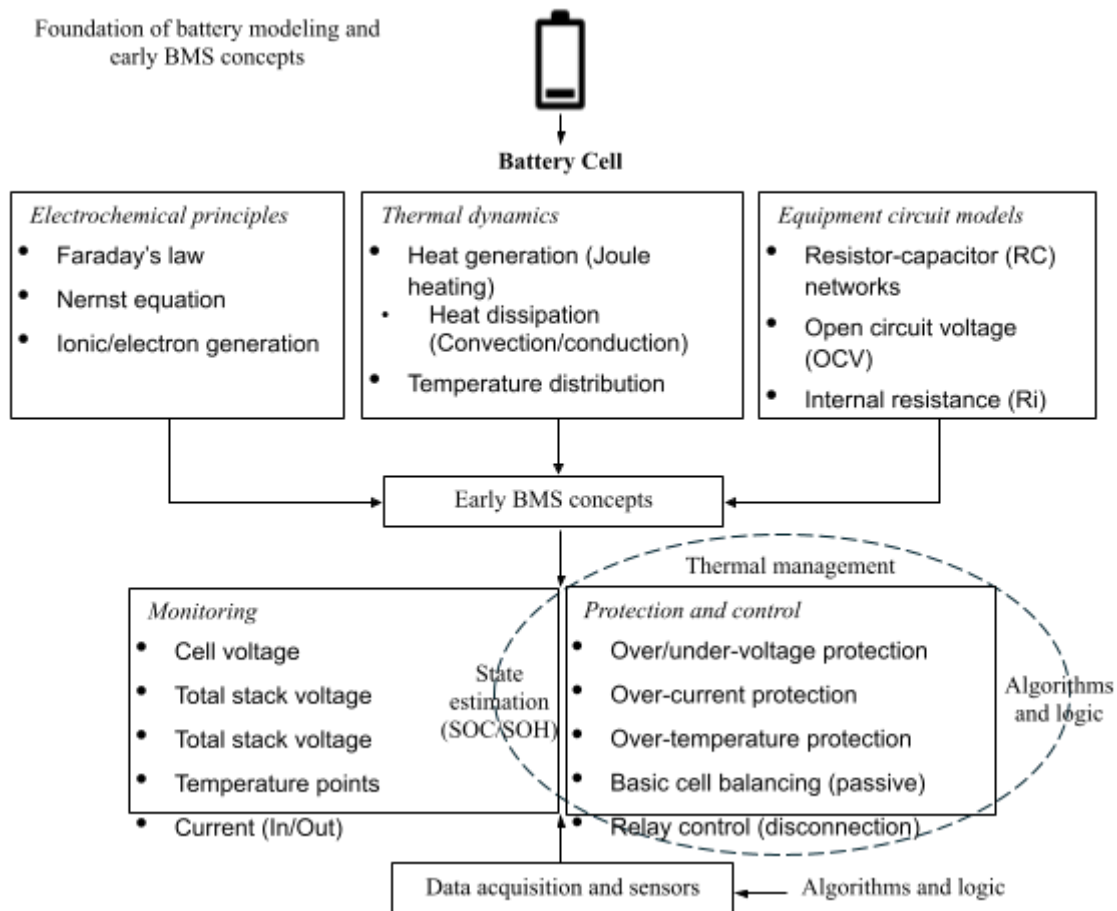 Foundation of battery modeling and
early BMS concepts
Battery Cell
Electrochemical principles
• Faraday's law
• Nernst equation
• Ionic/electron generation
Thermal dynamics
• Heat generation (Joule
heating)
• Heat dissipation
(Convection/conduction)
• Temperature distribution
Equipment circuit models
• Resistor-capacitor (RC)
networks
• Open circuit voltage
(OCV)
• Internal resistance (Ri)
Early BMS concepts
Thermal management
Monitoring
• Cell voltage
• Total stack voltage
• Total stack voltage
• Temperature points
• Current (In/Out)
State
estimation
(SOC/SOH)
Protection and control
• Over/under-voltage protection
• Over-current protection
• Over-temperature protection
• Basic cell balancing (passive)
• Relay control (disconnection)
Algorithms
and logic
Data acquisition and sensors
Algorithms and logic